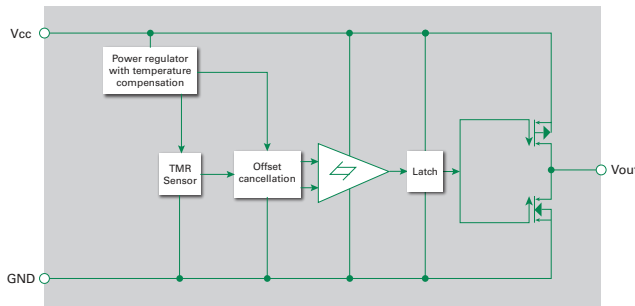 Vcc
Power regulator
with temperature
compensation
TMR
Sensor
Offset
cancellation
Latch
Vout
GND